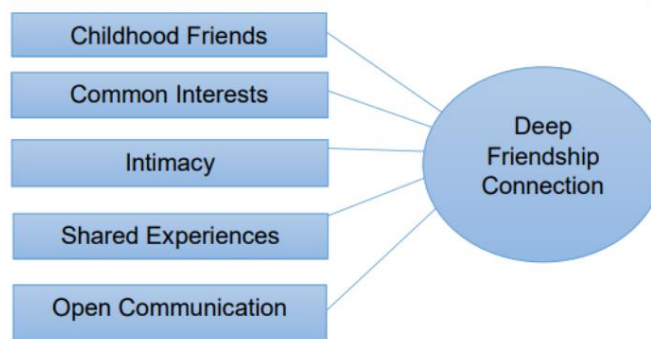 Childhood Friends
Common Interests
Intimacy
Shared Experiences
Open Communication
Deep
Friendship
Connection